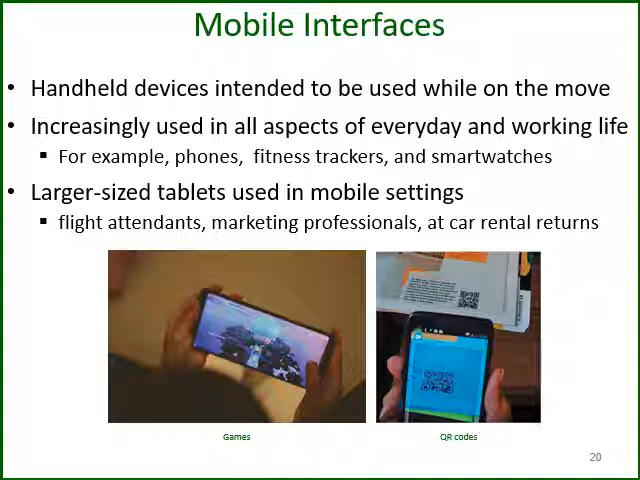 Mobile Interfaces
• Handheld devices intended to be used while on the move
• Increasingly used in all aspects of everyday and working life
▪ For example, phones, fitness trackers, and smartwatches
• Larger-sized tablets used in mobile settings
▪ flight attendants, marketing professionals, at car rental returns
Games
QR codes
20